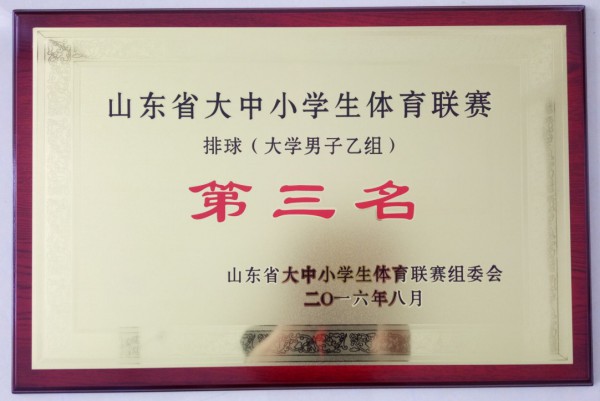 山东省大中小学生体育联赛
排球（大学男子乙组）
第三名
山东省大中小学生体育联赛组委会
二〇一六年八月